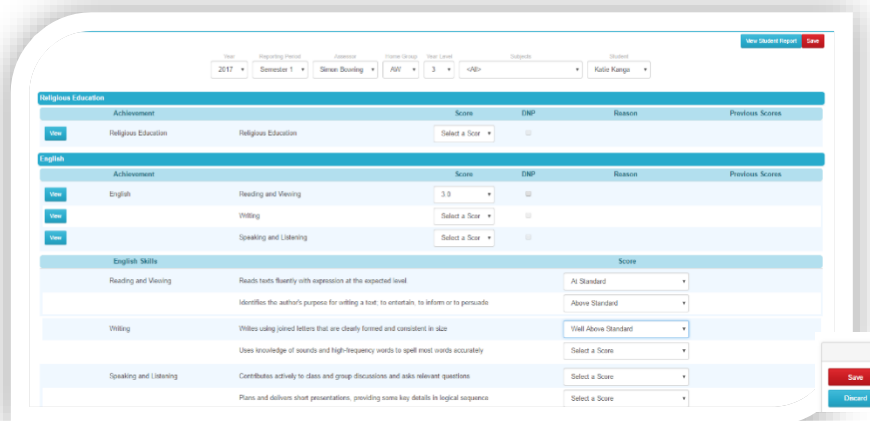 View Student Report Save
Year Reporting Period Assessor Home Group Year Level Subjects Student
2017 Semester 1 Simon Bowring AW 3 <All> Katie Kanga
Religious Education
Achievement Score DNP Reason Previous Scores
View Religious Education Religious Education Select a Scor
English
Achievement Score DNP Reason Previous Scores
View English Reading and Viewing 3.0
View Writing Select a Scor
View Speaking and Listening Select a Scor
English Skills Score
Reading and Viewing Reads texts fluently with expression at the expected level At Standard
Identifies the author's purpose for writing a text; to entertain, to inform or to persuade Above Standard
Writing Writes using joined letters that are clearly formed and consistent in size Well Above Standard
Uses knowledge of sounds and high-frequency words to spell most words accurately Select a Score
Speaking and Listening Contributes actively to class and group discussions and asks relevant questions Select a Score
Plans and delivers short presentations, providing some key details in logical sequence Select a Score
Save
Discard